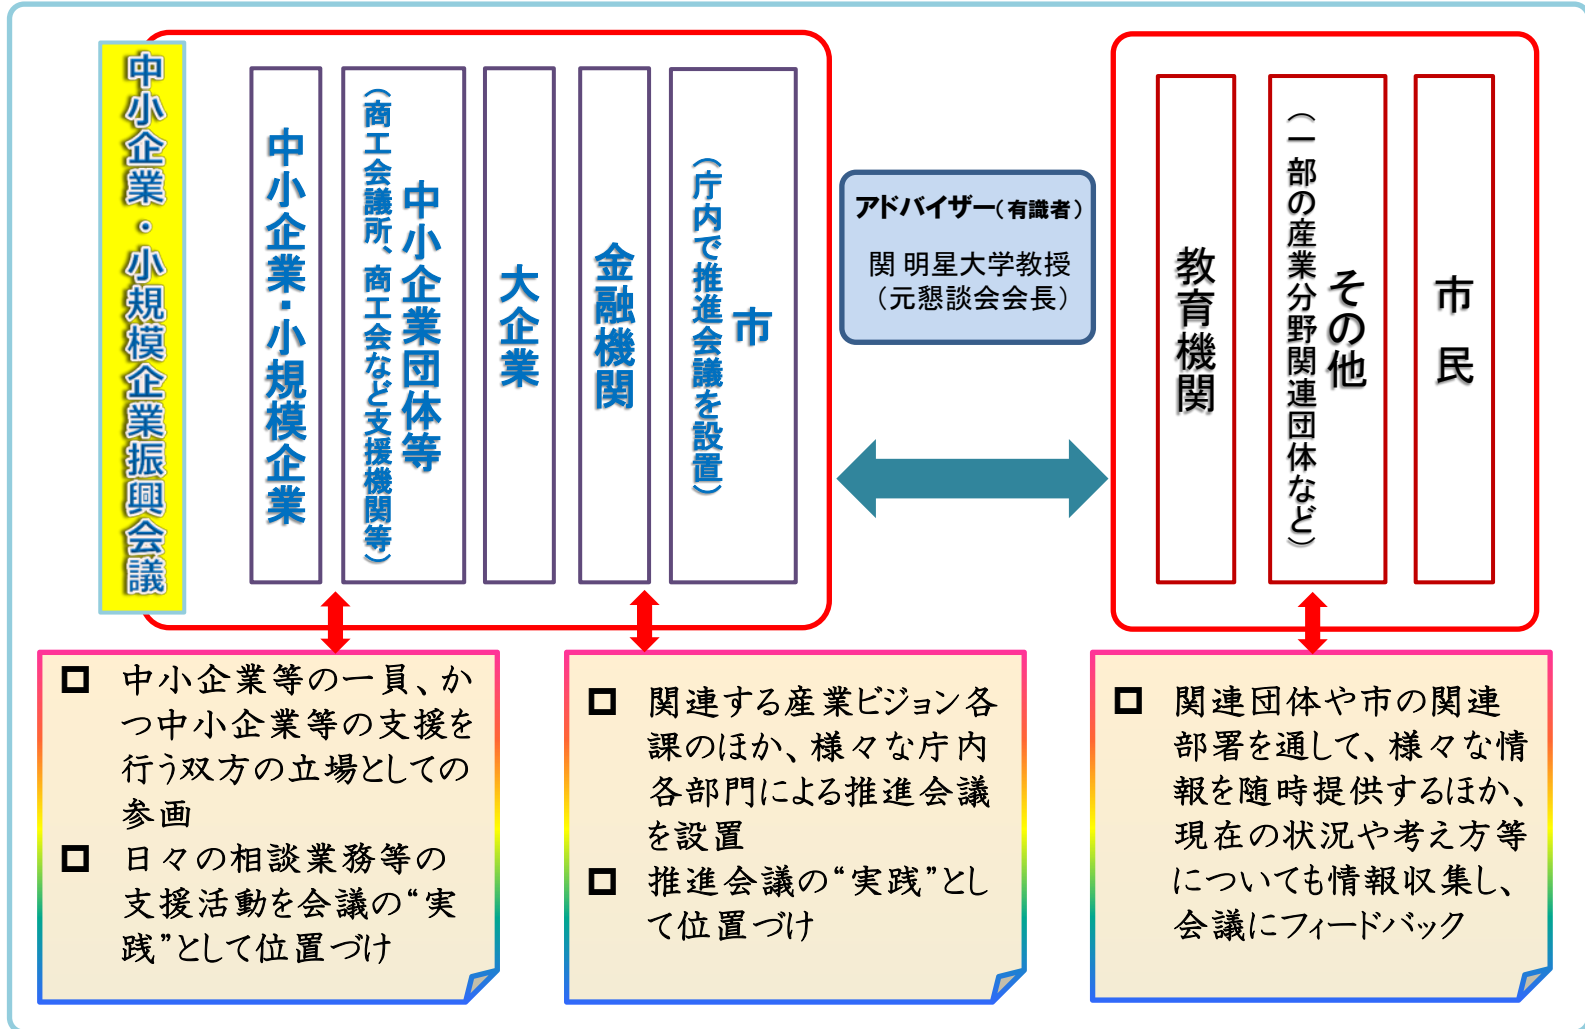 中小企業・小規模企業振興会議
中小企業・小規模企業
中小企業団体等
（商工会議所、商工会など支援機関等）
大企業
金融機関
市
（庁内で推進会議を設置）
アドバイザー（有識者）
関 明星大学教授
（元懇談会会長）
教育機関
その他
（一部の産業分野関連団体など）
市民
中小企業等の一員、か
つ中小企業等の支援を
行う双方の立場としての
参画
日々の相談業務等の
支援活動を会議の“実
践”として位置づけ
関連する産業ビジョン各
課のほか、様々な庁内
各部門による推進会議
を設置
推進会議の“実践”とし
て位置づけ
関連団体や市の関連
部署を通して、様々な情
報を随時提供するほか、
現在の状況や考え方等
についても情報収集し、
会議にフィードバック